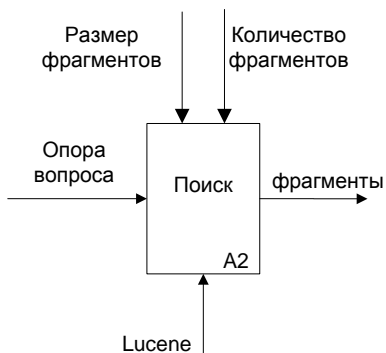 Размер
фрагментов
Количество
фрагментов
Опора
вопроса
Поиск
фрагменты
A2
Lucene